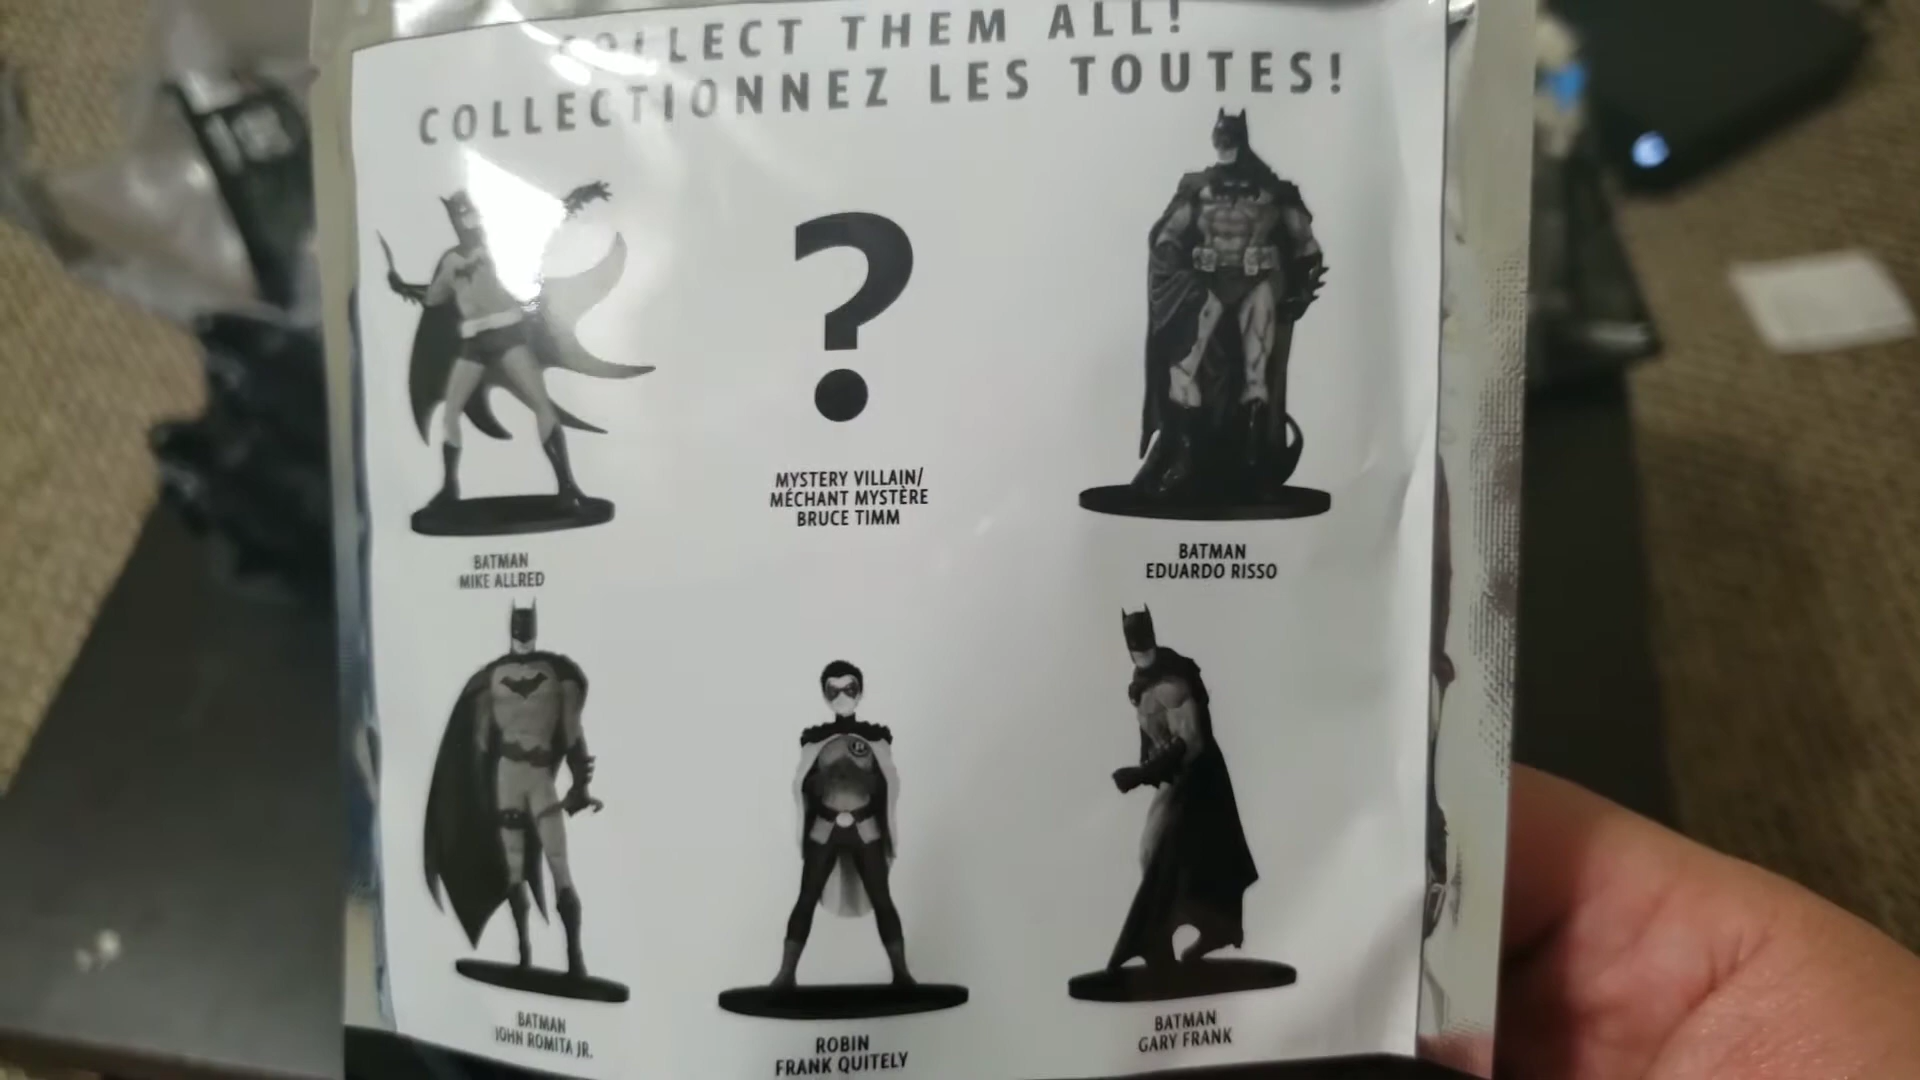 COLLECT THEM ALL!
COLLECTIONNEZ LES TOUTES!
BATMAN
MIKE ALLRED
MYSTERY VILLAIN/
MÉCHANT MYSTÈRE
BRUCE TIMM
BATMAN
EDUARDO RISSO
BATMAN
JOHN ROMITA JR.
ROBIN
FRANK QUITELY
BATMAN
GARY FRANK